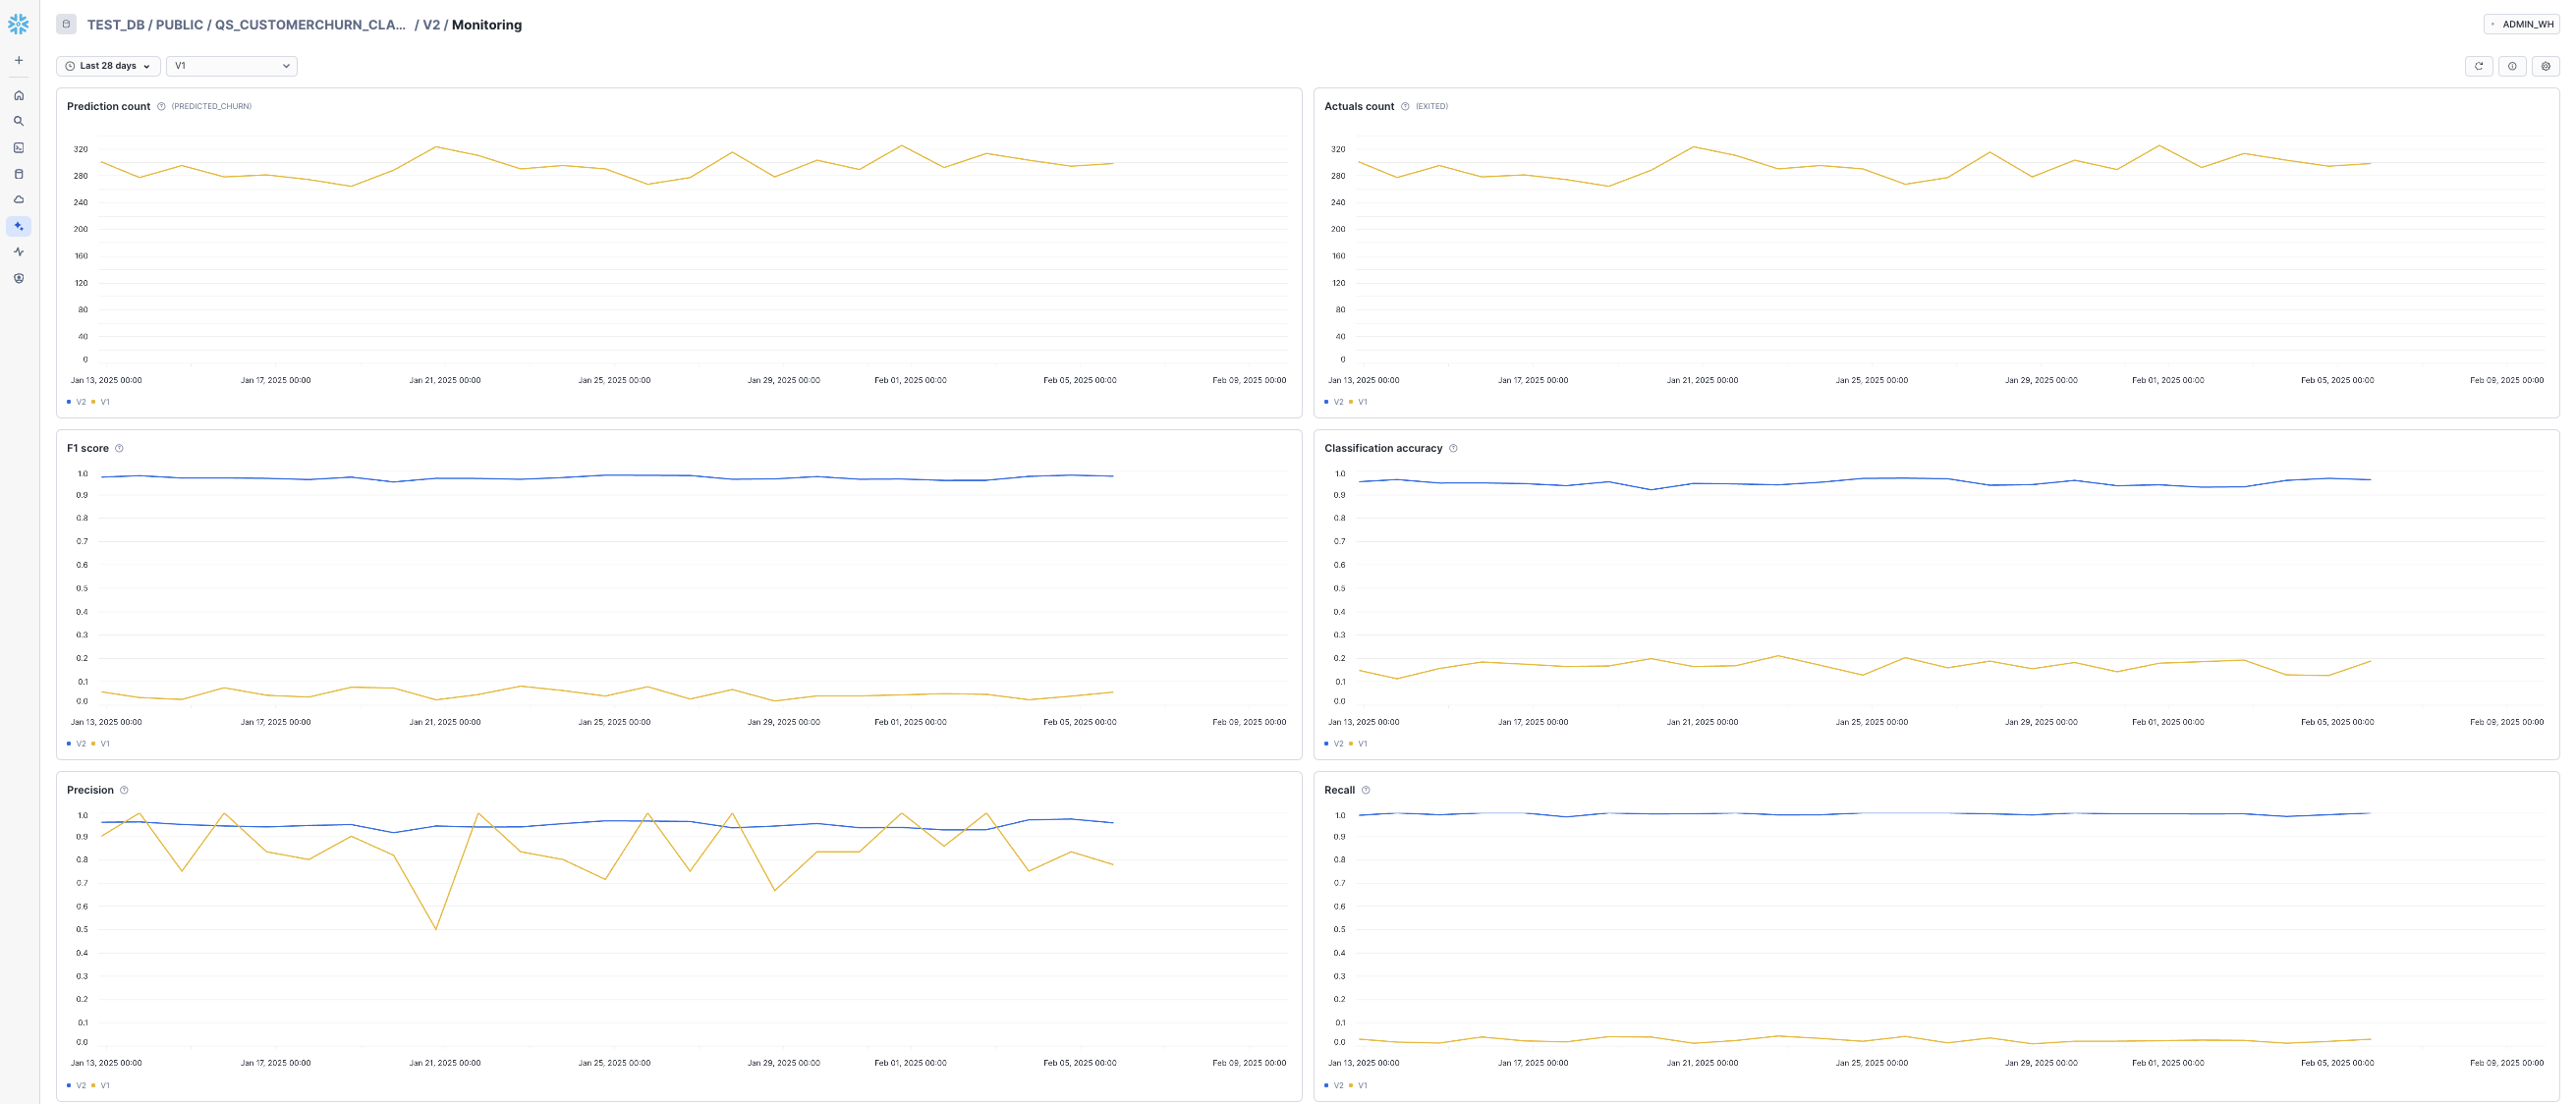 TEST_DB / PUBLIC / QS_CUSTOMERCHURN_CLA... / V2 / Monitoring
ADMIN_WH
Last 28 days
V1
Prediction count (PREDICTED_CHURN)
320
280
240
200
160
120
80
40
0
Jan 13, 2025 00:00 Jan 17, 2025 00:00 Jan 21, 2025 00:00 Jan 25, 2025 00:00 Jan 29, 2025 00:00 Feb 01, 2025 00:00 Feb 05, 2025 00:00 Feb 09, 2025 00:00
V2 V1
Actuals count (EXITED)
320
280
240
200
160
120
80
40
0
Jan 13, 2025 00:00 Jan 17, 2025 00:00 Jan 21, 2025 00:00 Jan 25, 2025 00:00 Jan 29, 2025 00:00 Feb 01, 2025 00:00 Feb 05, 2025 00:00 Feb 09, 2025 00:00
V2 V1
F1 score
1.0
0.9
0.8
0.7
0.6
0.5
0.4
0.3
0.2
0.1
0.0
Jan 13, 2025 00:00 Jan 17, 2025 00:00 Jan 21, 2025 00:00 Jan 25, 2025 00:00 Jan 29, 2025 00:00 Feb 01, 2025 00:00 Feb 05, 2025 00:00 Feb 09, 2025 00:00
V2 V1
Classification accuracy
1.0
0.9
0.8
0.7
0.6
0.5
0.4
0.3
0.2
0.1
0.0
Jan 13, 2025 00:00 Jan 17, 2025 00:00 Jan 21, 2025 00:00 Jan 25, 2025 00:00 Jan 29, 2025 00:00 Feb 01, 2025 00:00 Feb 05, 2025 00:00 Feb 09, 2025 00:00
V2 V1
Precision
1.0
0.9
0.8
0.7
0.6
0.5
0.4
0.3
0.2
0.1
0.0
Jan 13, 2025 00:00 Jan 17, 2025 00:00 Jan 21, 2025 00:00 Jan 25, 2025 00:00 Jan 29, 2025 00:00 Feb 01, 2025 00:00 Feb 05, 2025 00:00 Feb 09, 2025 00:00
V2 V1
Recall
1.0
0.9
0.8
0.7
0.6
0.5
0.4
0.3
0.2
0.1
0.0
Jan 13, 2025 00:00 Jan 17, 2025 00:00 Jan 21, 2025 00:00 Jan 25, 2025 00:00 Jan 29, 2025 00:00 Feb 01, 2025 00:00 Feb 05, 2025 00:00 Feb 09, 2025 00:00
V2 V1